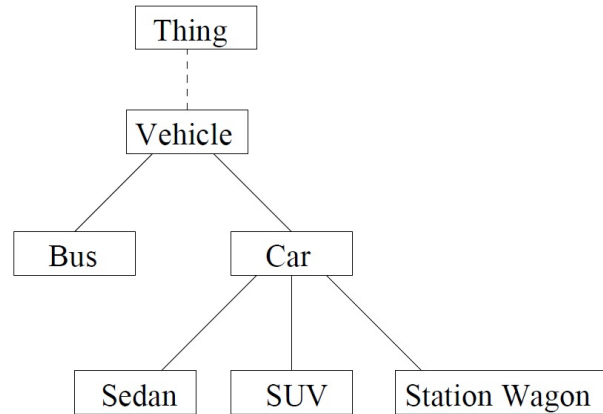 Thing
Vehicle
Bus
Car
Sedan
SUV
Station Wagon